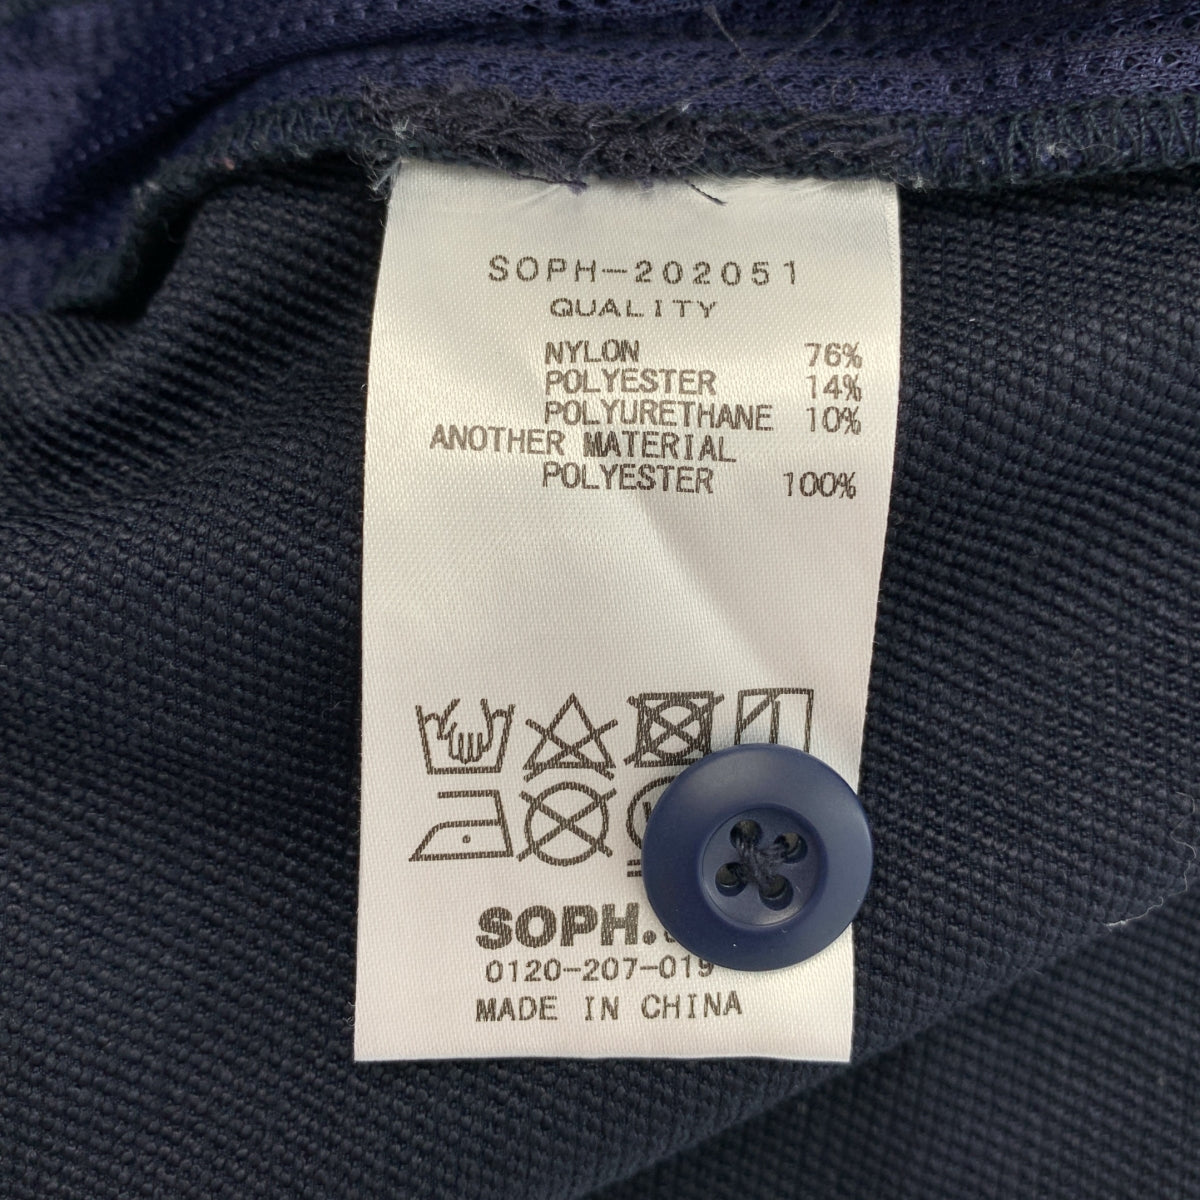 SOPH-202051
QUALITY
NYLON 76%
POLYESTER 14%
POLYURETHANE 10%
ANOTHER MATERIAL
POLYESTER 100%
SOPH.
0120-207-019
MADE IN CHINA